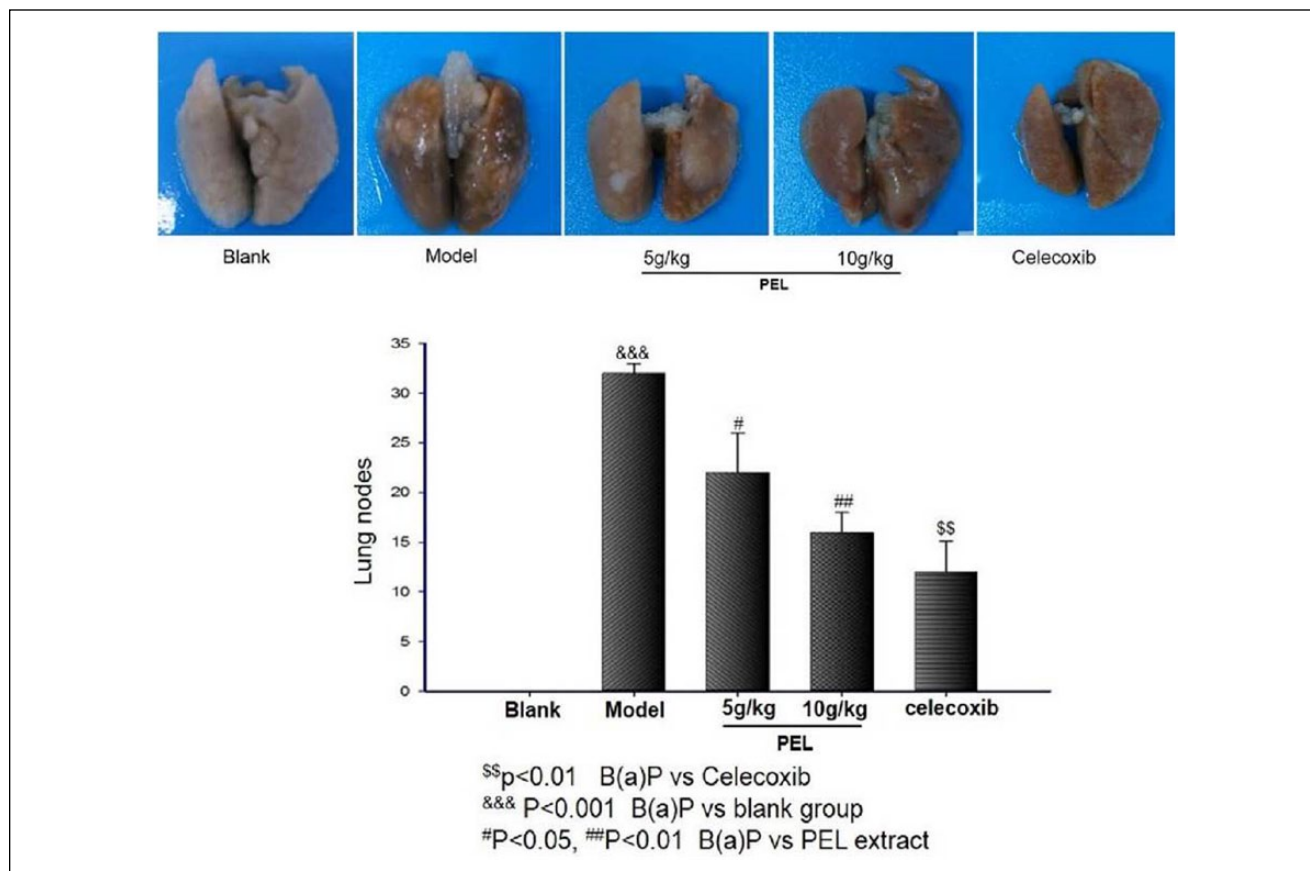 Blank Model 5g/kg 10g/kg Celecoxib
PEL
35
30
25
20
15
10
5
0
Lung nodes
&&&
#
##
$$
Blank Model 5g/kg 10g/kg celecoxib
PEL
$$p<0.01 B(a)P vs Celecoxib
&&& P<0.001 B(a)P vs blank group
#P<0.05, ##P<0.01 B(a)P vs PEL extract